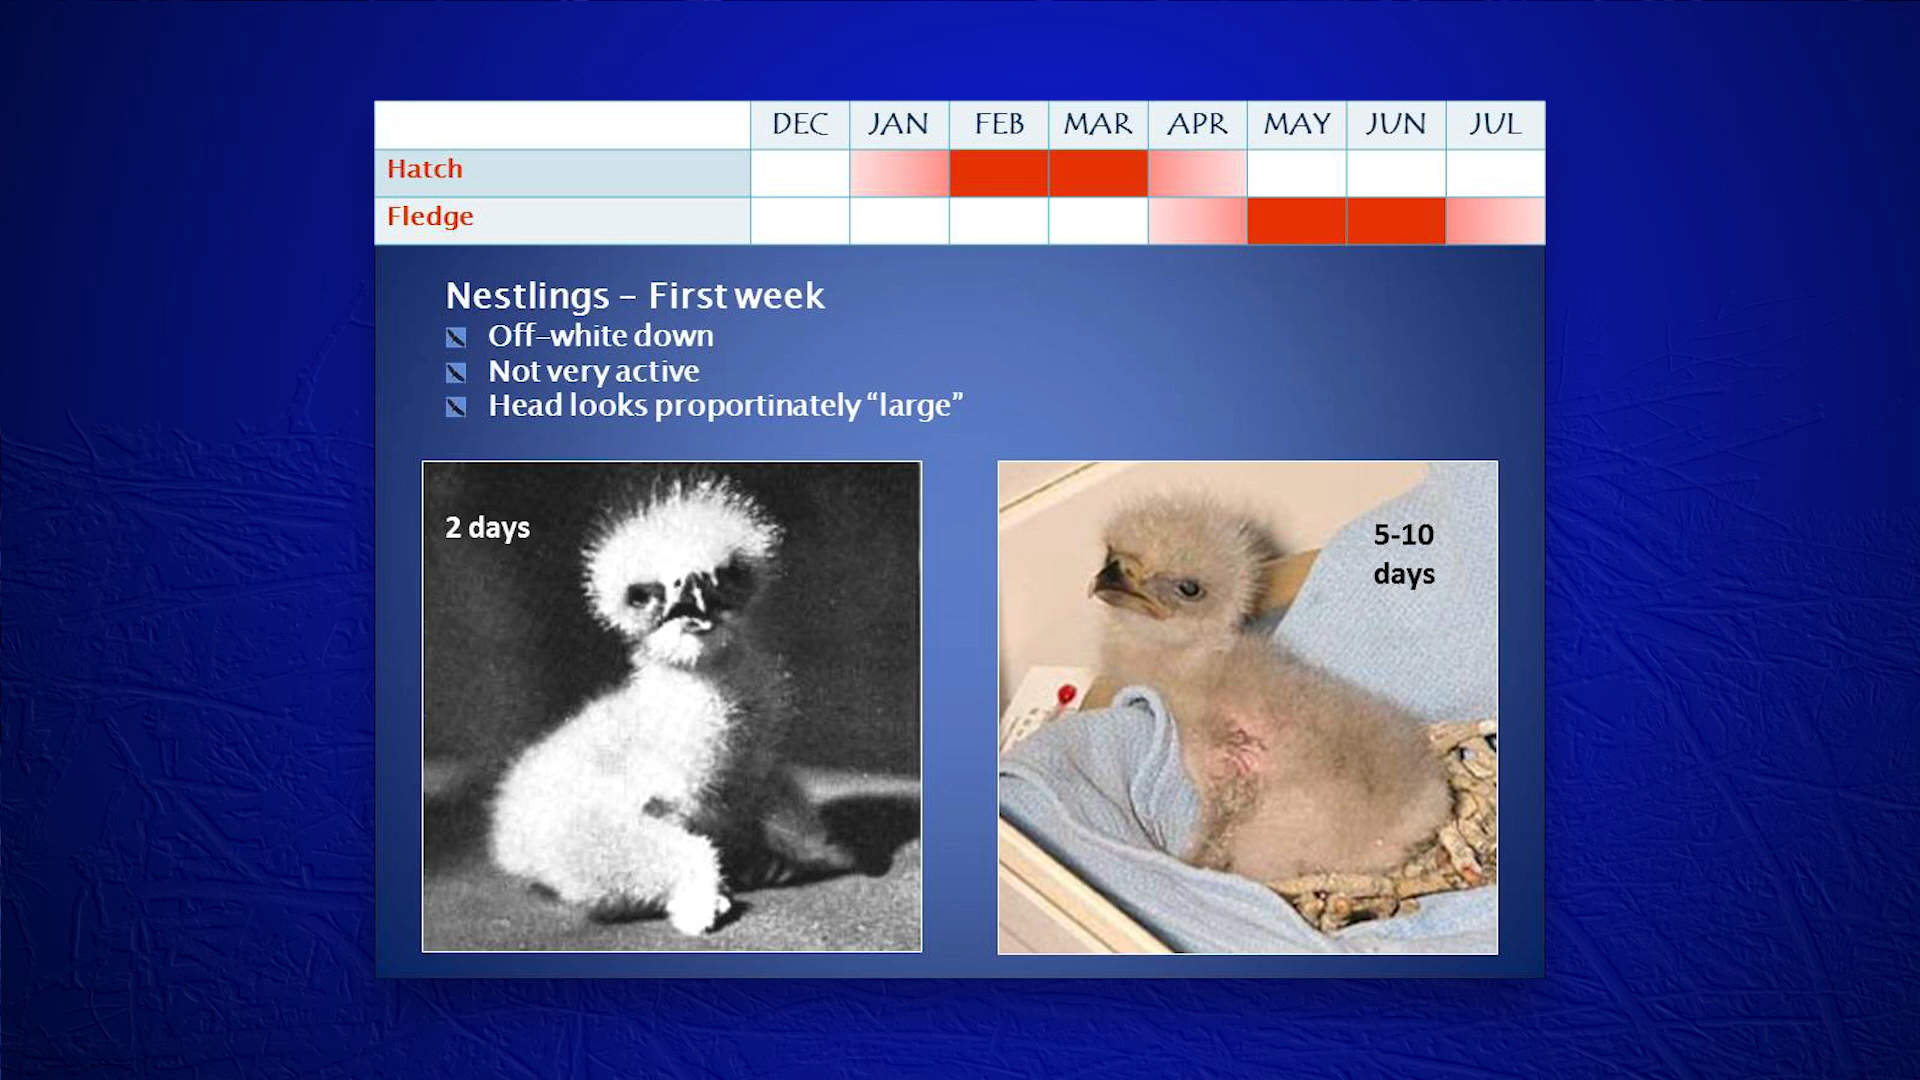 DEC JAN FEB MAR APR MAY JUN JUL
Hatch
Fledge
Nestlings – First week
Off-white down
Not very active
Head looks proportinately “large”
2 days
5-10
days